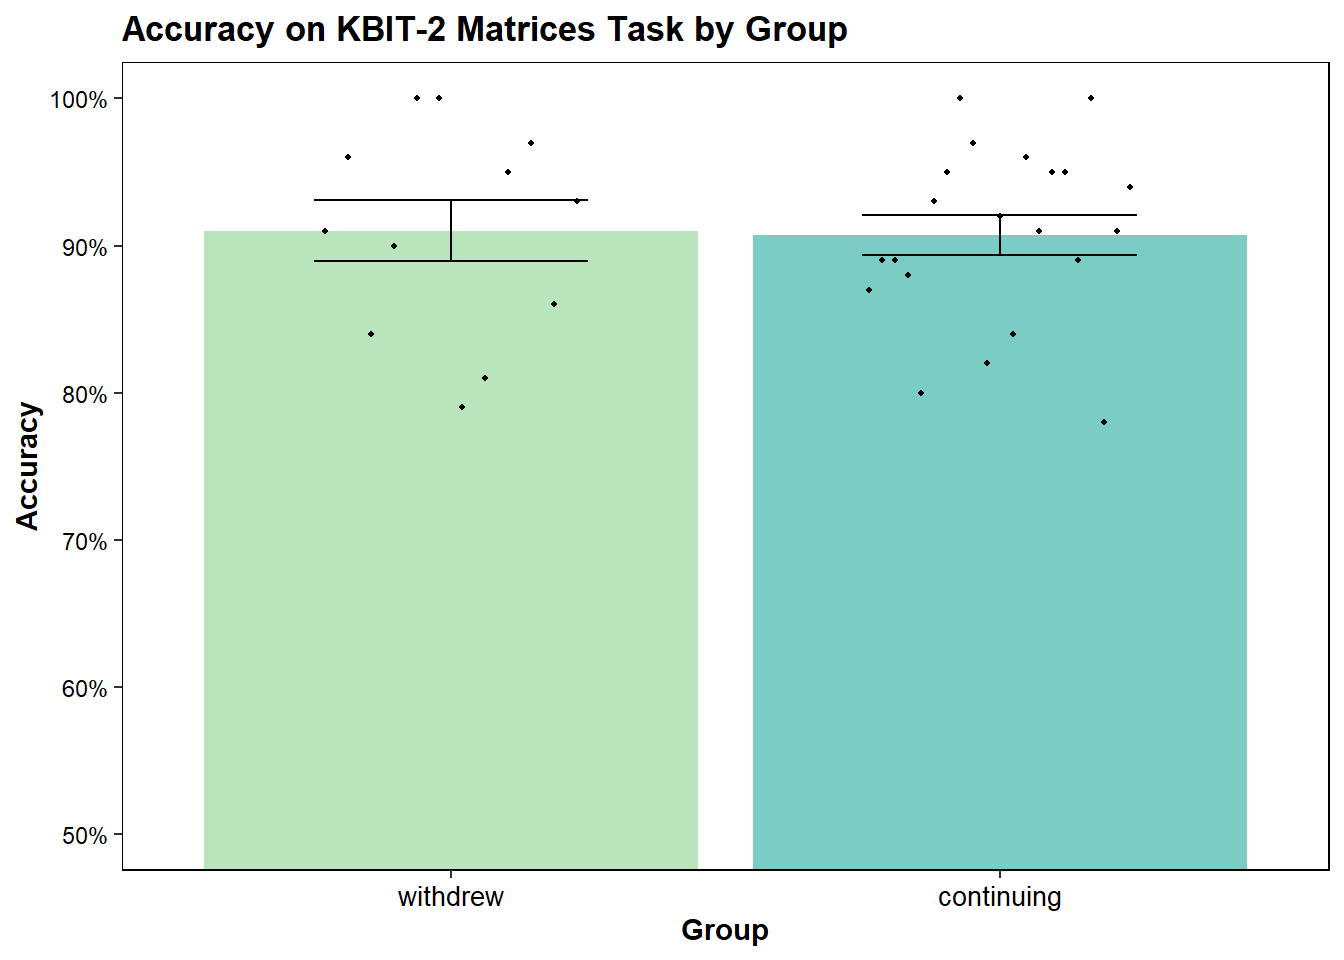 Accuracy on KBIT-2 Matrices Task by Group
100%
90%
80%
70%
60%
50%
Accuracy
withdrew
continuing
Group